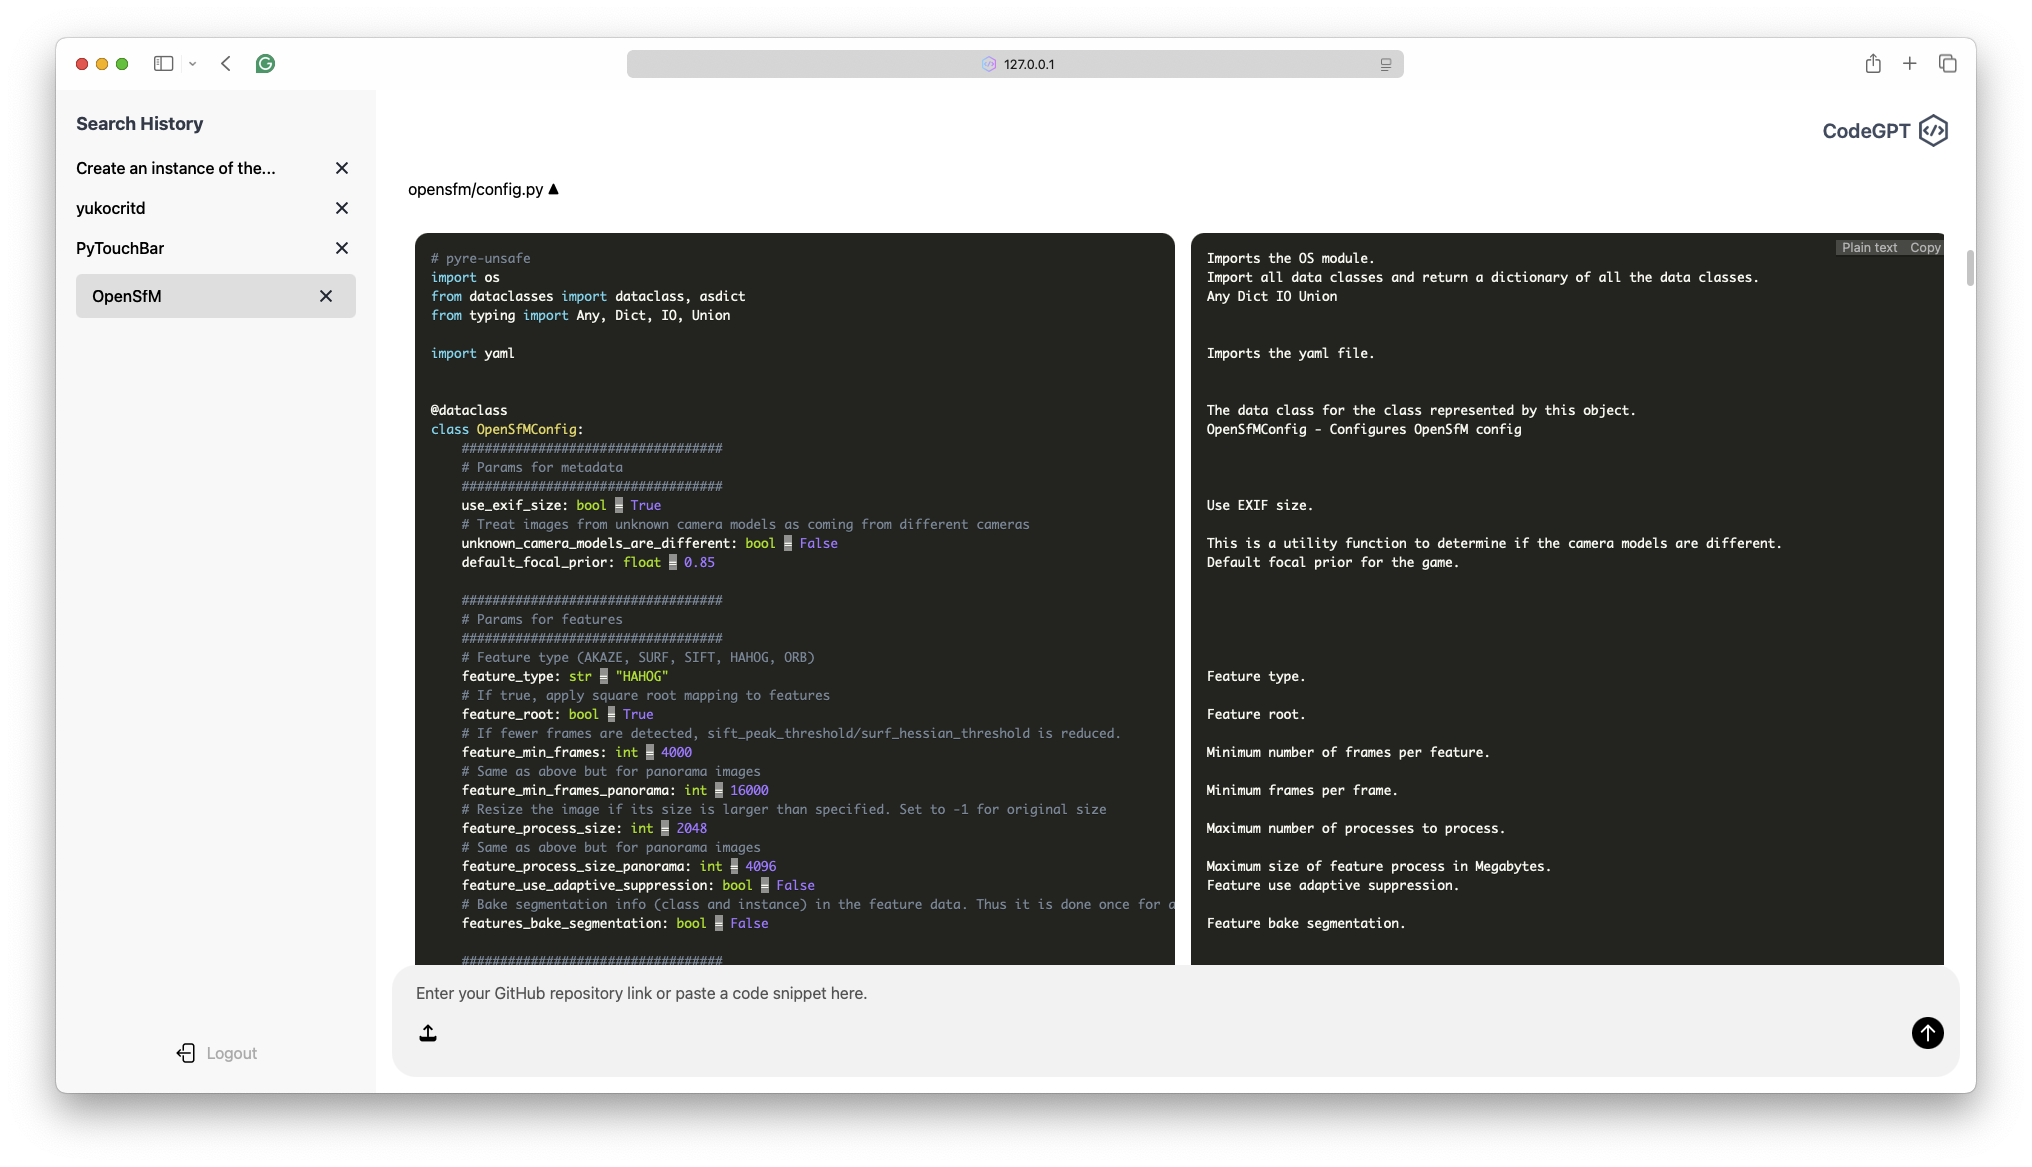 127.0.0.1
Search History
Create an instance of the...
yukocritd
PyTouchBar
OpenSfM
Logout
CodeGPT
opensfm/config.py
# pyre-unsafe
import os
from dataclasses import dataclass, asdict
from typing import Any, Dict, IO, Union
import yaml
@dataclass
class OpenSfMConfig:
##################################
# Params for metadata
##################################
use_exif_size: bool = True
# Treat images from unknown camera models as coming from different cameras
unknown_camera_models_are_different: bool = False
default_focal_prior: float = 0.85
##################################
# Params for features
##################################
# Feature type (AKAZE, SURF, SIFT, HAHOG, ORB)
feature_type: str = "HAHOG"
# If true, apply square root mapping to features
feature_root: bool = True
# If fewer frames are detected, sift_peak_threshold/surf_hessian_threshold is reduced.
feature_min_frames: int = 4000
# Same as above but for panorama images
feature_min_frames_panorama: int = 16000
# Resize the image if its size is larger than specified. Set to -1 for original size
feature_process_size: int = 2048
# Same as above but for panorama images
feature_process_size_panorama: int = 4096
feature_use_adaptive_suppression: bool = False
# Bake segmentation info (class and instance) in the feature data. Thus it is done once for a
features_bake_segmentation: bool = False
##################################
Plain text Copy
Imports the OS module.
Import all data classes and return a dictionary of all the data classes.
Any Dict IO Union
Imports the yaml file.
The data class for the class represented by this object.
OpenSfMConfig - Configures OpenSfM config
Use EXIF size.
This is a utility function to determine if the camera models are different.
Default focal prior for the game.
Feature type.
Feature root.
Minimum number of frames per feature.
Minimum frames per frame.
Maximum number of processes to process.
Maximum size of feature process in Megabytes.
Feature use adaptive suppression.
Feature bake segmentation.
Enter your GitHub repository link or paste a code snippet here.